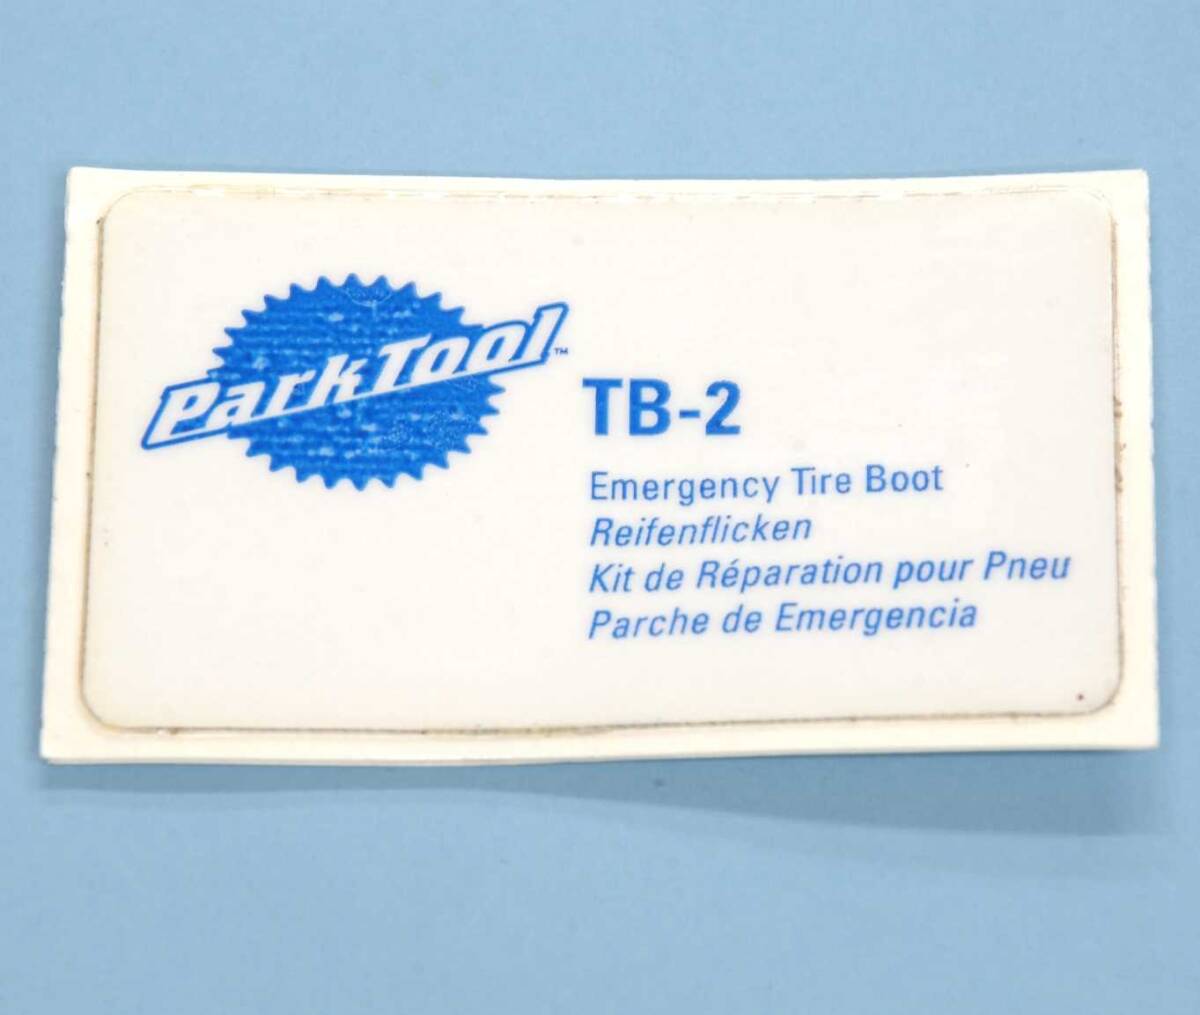 ParkTool™
TB-2
Emergency Tire Boot
Reifenflicken
Kit de Réparation pour Pneu
Parche de Emergencia